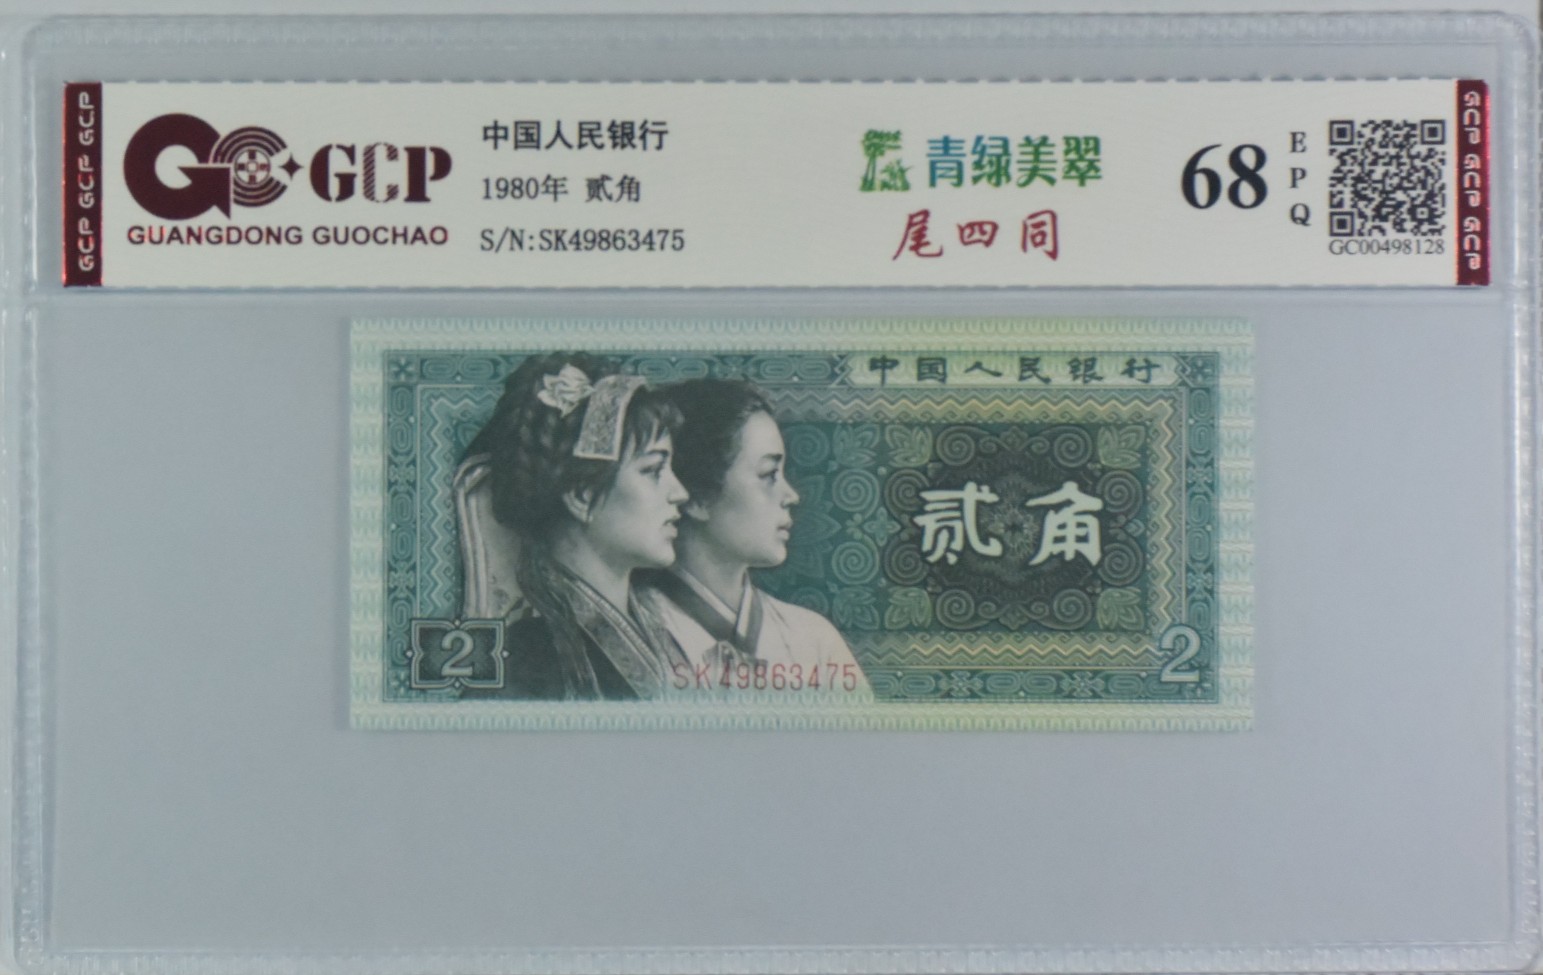 GCP GCP GCP
GCP
GUANGDONG GUOCHAO
中国人民银行
1980年 贰角
S/N:SK49863475
青绿美翠
尾四同
68
EPQ
GC00498128
GCP GCP GCP
中国人民银行
贰角
2
SK49863475
2